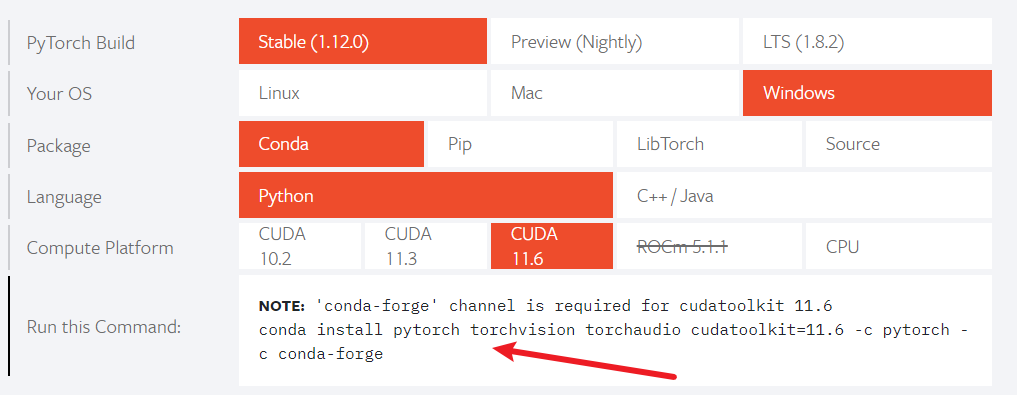 PyTorch Build
Stable (1.12.0)
Preview (Nightly)
LTS (1.8.2)
Your OS
Linux
Mac
Windows
Package
Conda
Pip
LibTorch
Source
Language
Python
C++ / Java
Compute Platform
CUDA
10.2
CUDA
11.3
CUDA
11.6
ROCm 5.1.1
CPU
Run this Command:
NOTE: 'conda-forge' channel is required for cudatoolkit 11.6
conda install pytorch torchvision torchaudio cudatoolkit=11.6 -c pytorch -
c conda-forge